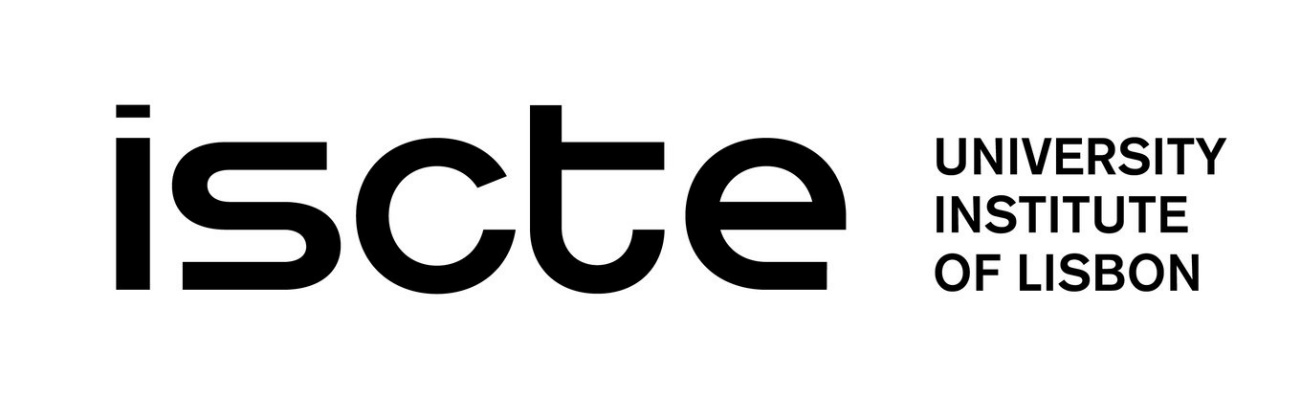 iscte
UNIVERSITY
INSTITUTE
OF LISBON